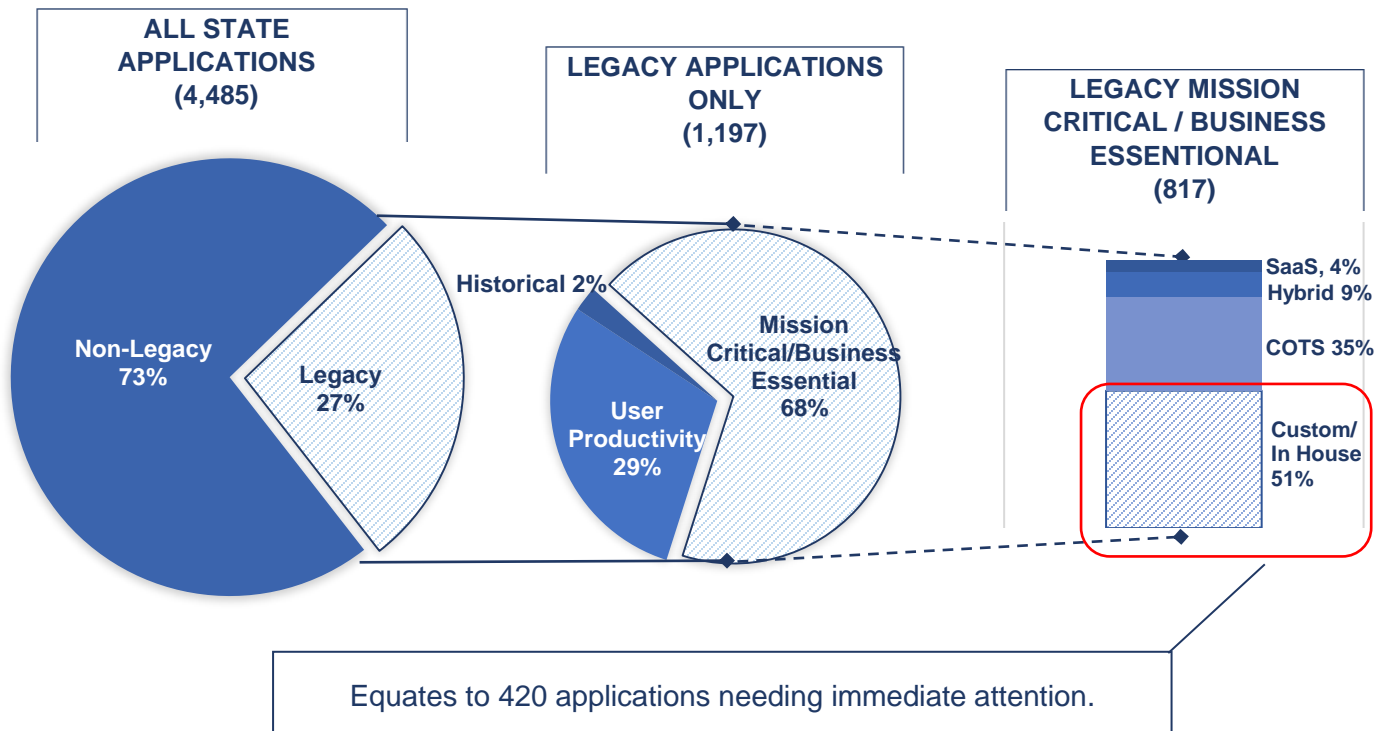 ALL STATE
APPLICATIONS
(4,485)
LEGACY APPLICATIONS
ONLY
(1,197)
LEGACY MISSION
CRITICAL / BUSINESS
ESSENTIONAL
(817)
Non-Legacy
73%
Legacy
27%
Historical 2%
Mission
Critical/Business
Essential
68%
User
Productivity
29%
SaaS, 4%
Hybrid 9%
COTS 35%
Custom/
In House
51%
Equates to 420 applications needing immediate attention.